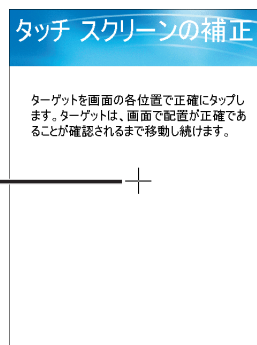 タッチ スクリーンの補正
ターゲットを画面の各位置で正確にタップし
ます。ターゲットは、画面で配置が正確であ
ることが確認されるまで移動し続けます。